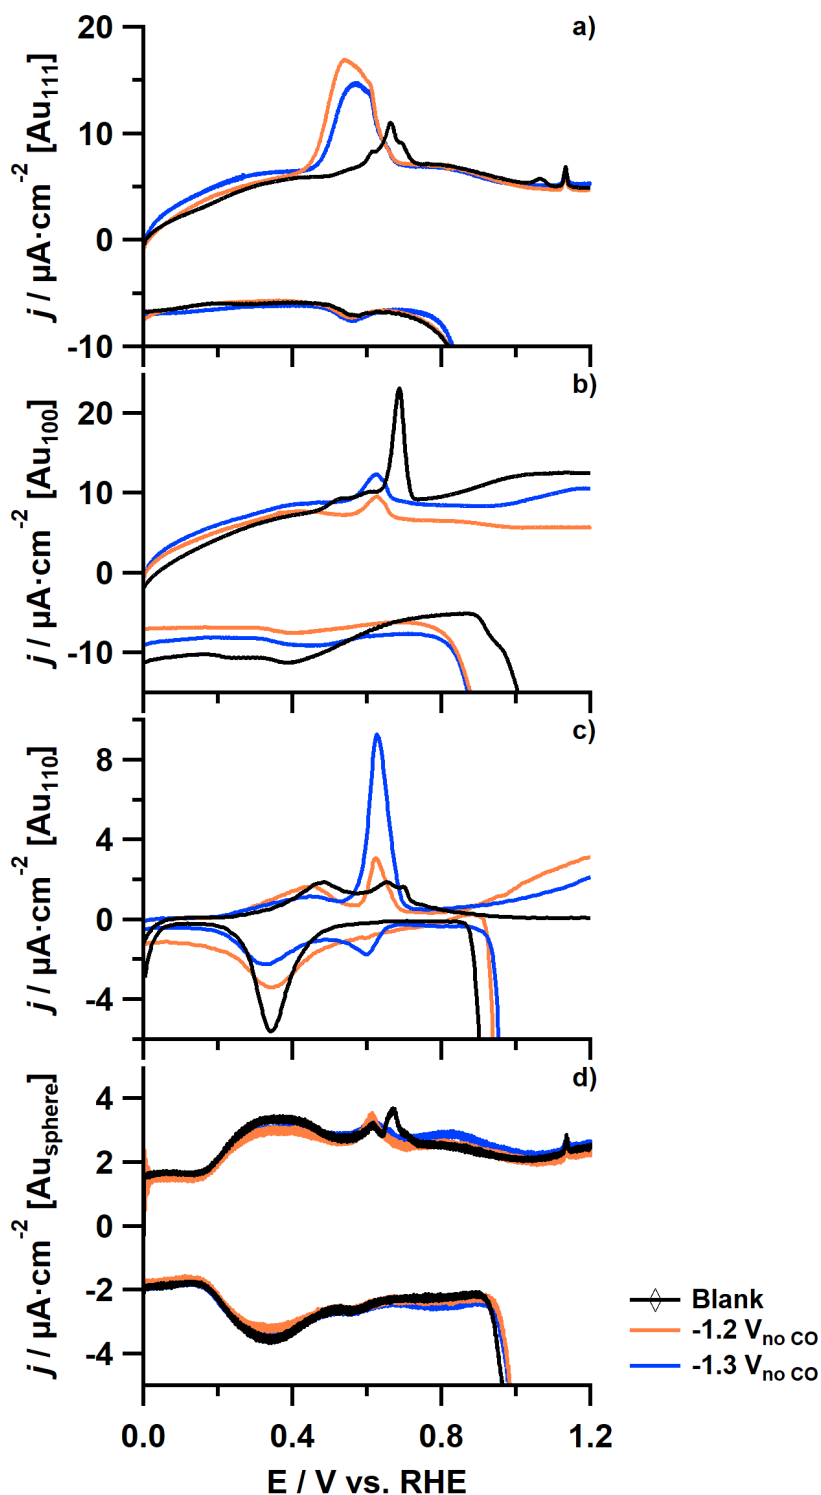 a)
20
10
0
-10
j / µA·cm⁻² [Au₁₁₁]
b)
20
10
0
-10
j / µA·cm⁻² [Au₁₀₀]
c)
8
4
0
-4
j / µA·cm⁻² [Au₁₁₀]
d)
4
2
0
-2
-4
j / µA·cm⁻² [Au_sphere]
0.0 0.4 0.8 1.2
E / V vs. RHE
Blank
-1.2 V no CO
-1.3 V no CO